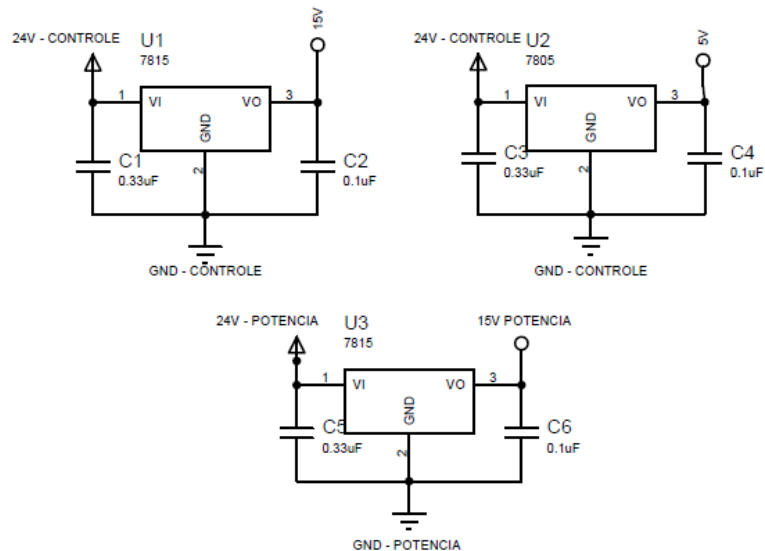 24V - CONTROLE
U1
7815
15V
1
VI
VO
3
GND
2
C1
0.33uF
C2
0.1uF
GND - CONTROLE
24V - CONTROLE
U2
7805
5V
1
VI
VO
3
GND
2
C3
0.33uF
C4
0.1uF
GND - CONTROLE
24V - POTENCIA
U3
7815
15V POTENCIA
1
VI
VO
3
GND
2
C5
0.33uF
C6
0.1uF
GND - POTENCIA